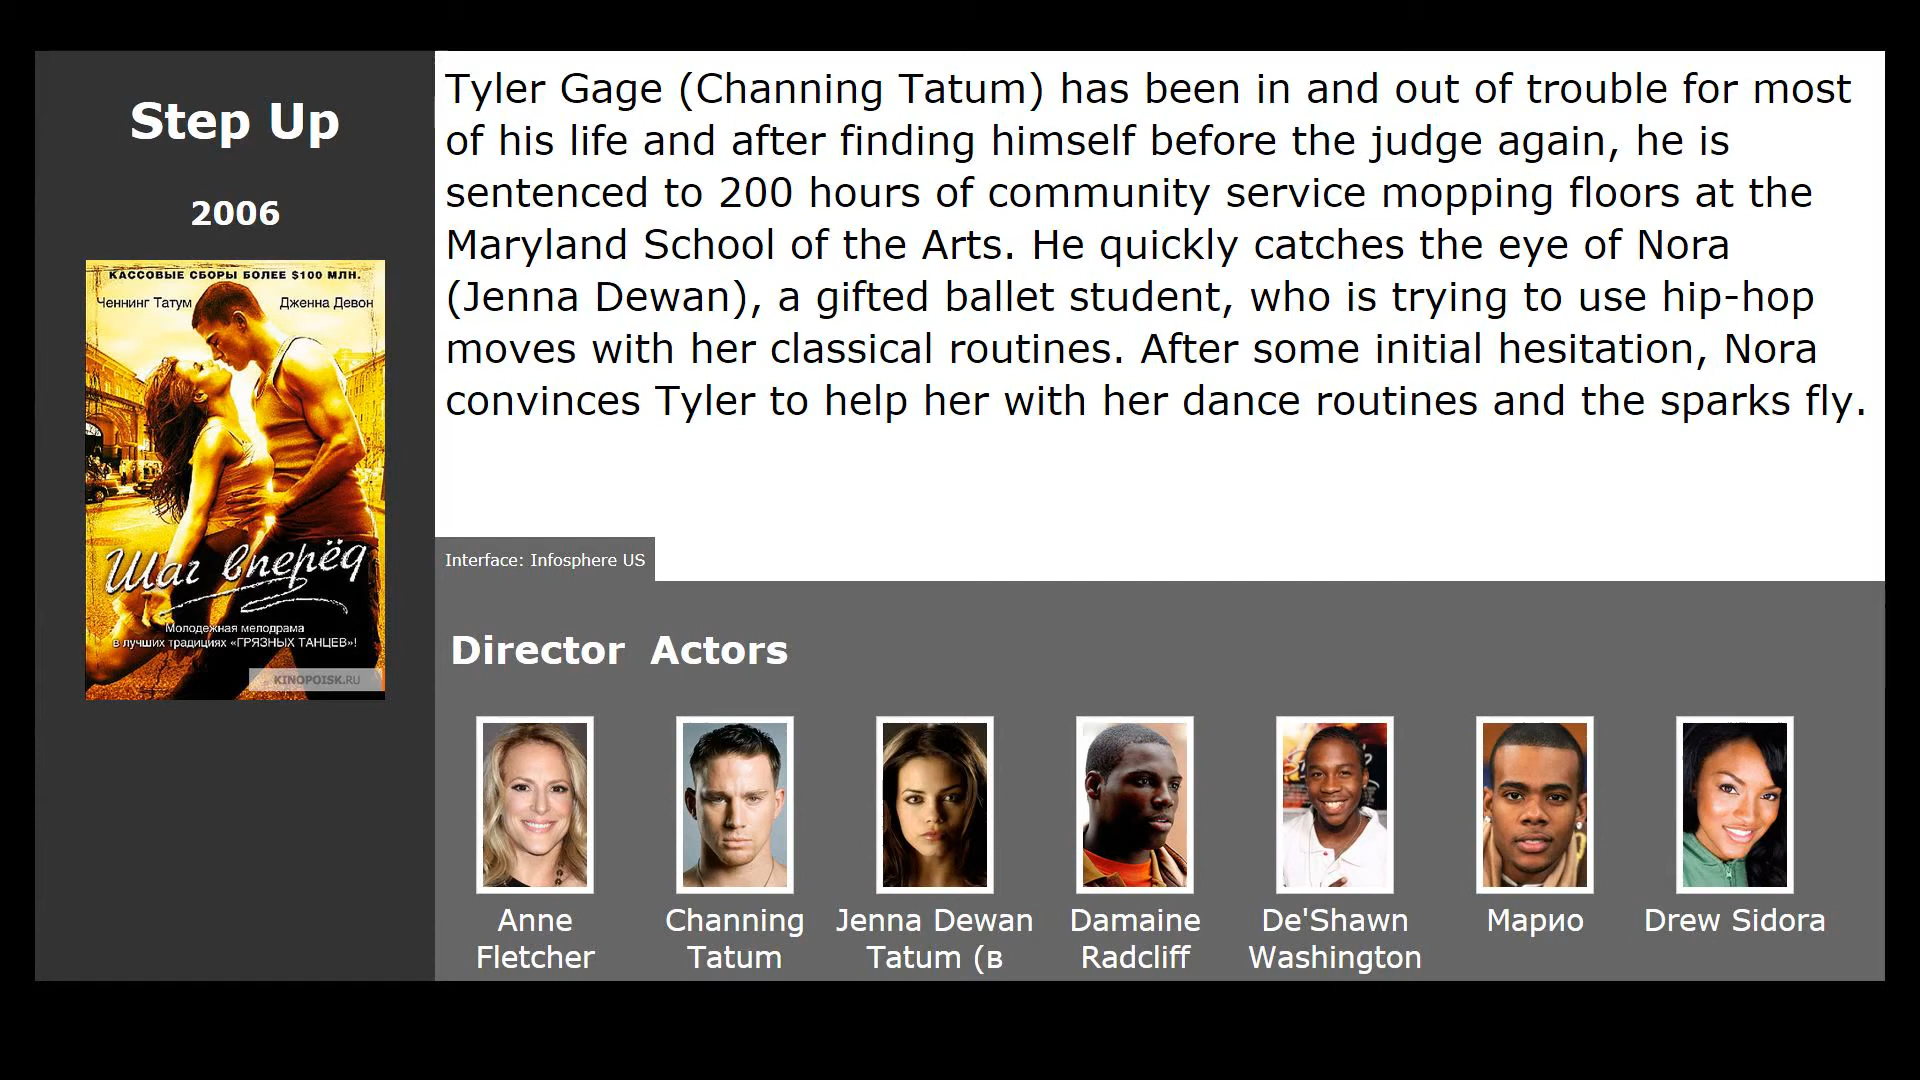 Step Up
2006
КАССОВЫЕ СБОРЫ БОЛЕЕ $100 МЛН.
Ченнинг Татум
Дженна Девон
Шаг вперёд
Молодежная мелодрама
в лучших традициях «ГРЯЗНЫХ ТАНЦЕВ»!
KINOPOISK.RU
Tyler Gage (Channing Tatum) has been in and out of trouble for most
of his life and after finding himself before the judge again, he is
sentenced to 200 hours of community service mopping floors at the
Maryland School of the Arts. He quickly catches the eye of Nora
(Jenna Dewan), a gifted ballet student, who is trying to use hip-hop
moves with her classical routines. After some initial hesitation, Nora
convinces Tyler to help her with her dance routines and the sparks fly.
Interface: Infosphere US
Director Actors
Anne
Fletcher
Channing
Tatum
Jenna Dewan
Tatum (в
Damaine
Radcliff
De'Shawn
Washington
Марио
Drew Sidora